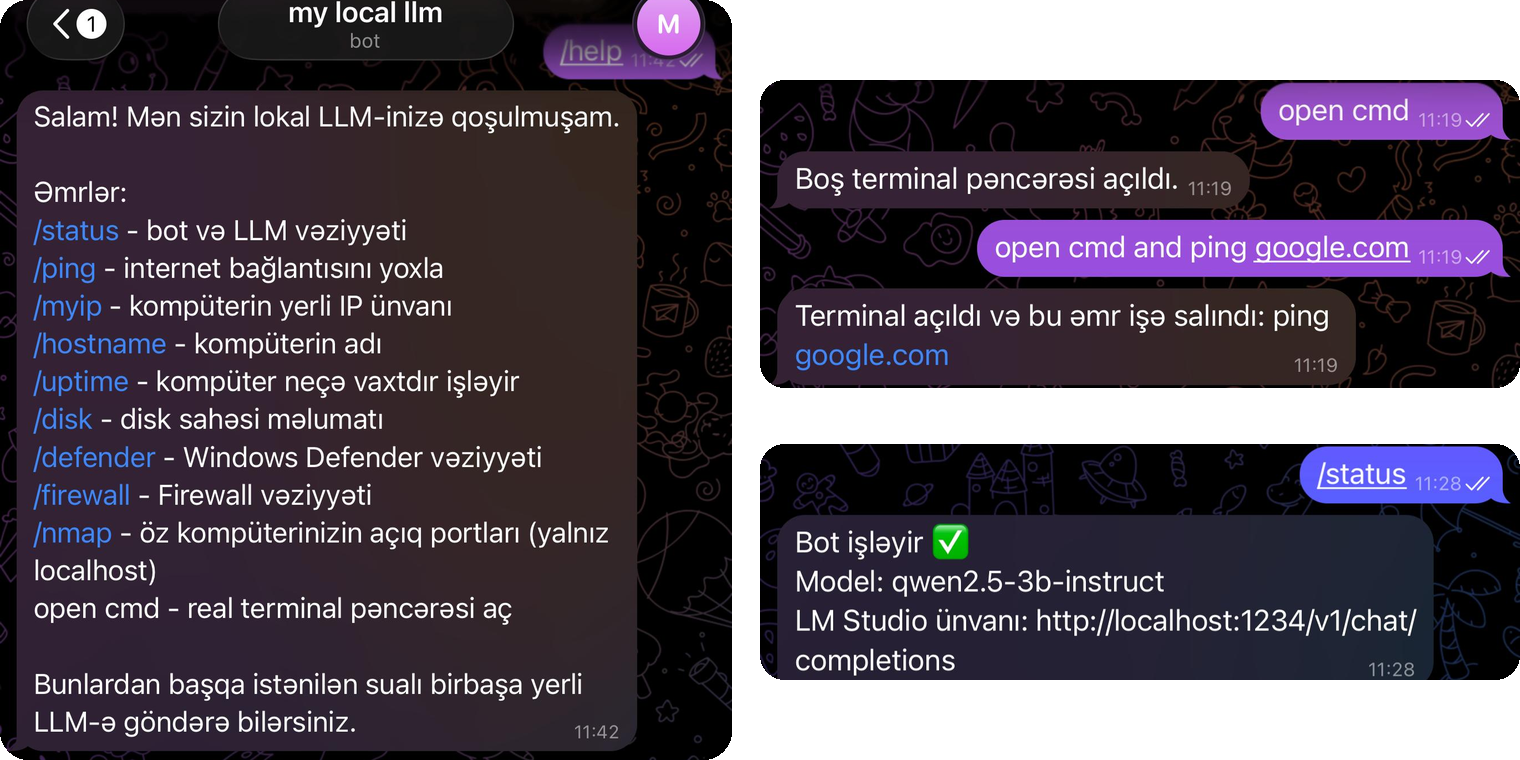 1
my local llm
bot
M
/help 11:42
Salam! Mən sizin lokal LLM-inizə qoşulmuşam.
Əmrlər:
/status - bot və LLM vəziyyəti
/ping - internet bağlantısını yoxla
/myip - kompüterin yerli IP ünvanı
/hostname - kompüterin adı
/uptime - kompüter neçə vaxtdır işləyir
/disk - disk sahəsi məlumatı
/defender - Windows Defender vəziyyəti
/firewall - Firewall vəziyyəti
/nmap - öz kompüterinizin açıq portları (yalnız
localhost)
open cmd - real terminal pəncərəsi aç
Bunlardan başqa istənilən sualı birbaşa yerli
LLM-ə göndərə bilərsiniz.
11:42
open cmd 11:19
Boş terminal pəncərəsi açıldı. 11:19
open cmd and ping google.com 11:19
Terminal açıldı və bu əmr işə salındı: ping
google.com
11:19
/status 11:28
Bot işləyir ✅
Model: qwen2.5-3b-instruct
LM Studio ünvanı: http://localhost:1234/v1/chat/
completions
11:28